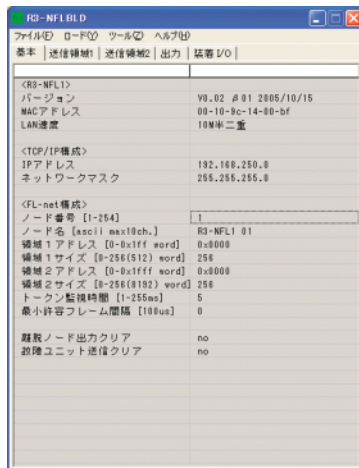 R3-NFLBLD
ファイル(F) ロード(Y) ツール(Z) ヘルプ(H)
基本 送信領域1 送信領域2 出力 装着 I/O
<R3-NFL1>
バージョン V0.02 β01 2005/10/15
MACアドレス 00-10-9c-14-00-bf
LAN速度 10M半二重
<TCP/IP構成>
IPアドレス 192.168.250.0
ネットワークマスク 255.255.255.0
<FL-net構成>
ノード番号 [1-254] 1
ノード名 [ascii max10ch.] R3-NFL1 01
領域1アドレス [0-0x1ff word] 0x0000
領域1サイズ [0-256(512) word] 256
領域2アドレス [0-0x1fff word] 0x0000
領域2サイズ [0-256(8192) word] 256
トークン監視時間 [1-255ms] 5
最小許容フレーム間隔 [100us] 0
離脱ノード出力クリア no
故障ユニット送信クリア no